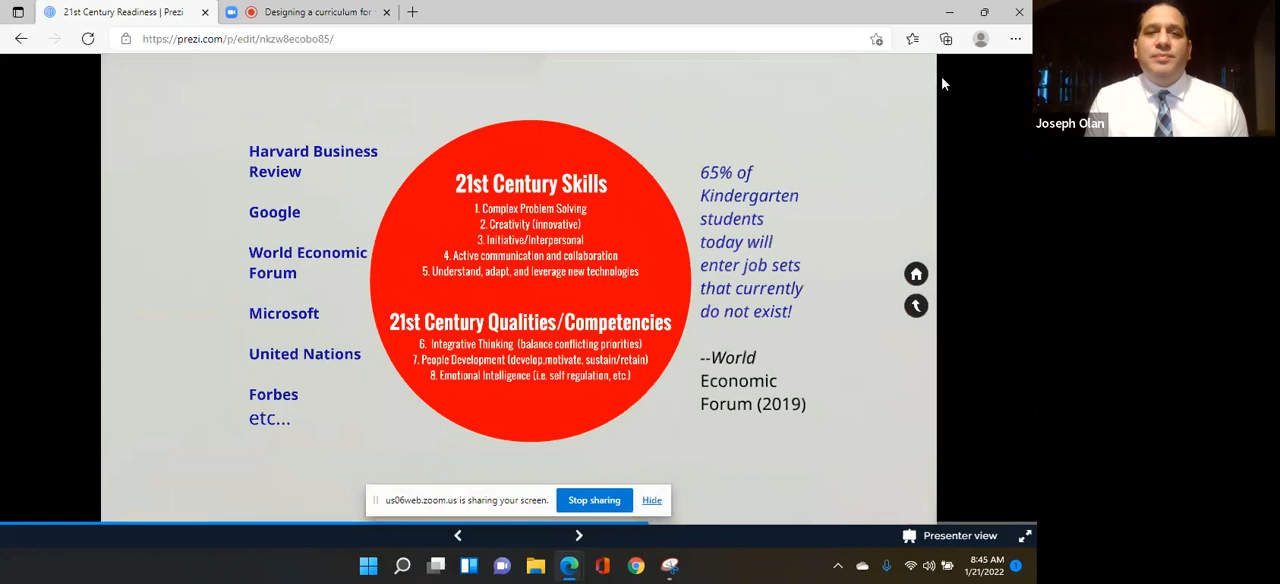 21st Century Readiness | Prezi
Designing a curriculum for
https://prezi.com/p/edit/nkzw8ecobo85/
Joseph Olan
Harvard Business
Review
Google
World Economic
Forum
Microsoft
United Nations
Forbes
etc...
21st Century Skills
1. Complex Problem Solving
2. Creativity (innovative)
3. Initiative/Interpersonal
4. Active communication and collaboration
5. Understand, adapt, and leverage new technologies
21st Century Qualities/Competencies
6. Integrative Thinking (balance conflicting priorities)
7. People Development (develop,motivate, sustain/retain)
8. Emotional Intelligence (i.e. self regulation, etc.)
65% of
Kindergarten
students
today will
enter job sets
that currently
do not exist!
--World
Economic
Forum (2019)
us06web.zoom.us is sharing your screen.
Stop sharing
Hide
Presenter view
8:45 AM
1/21/2022
1